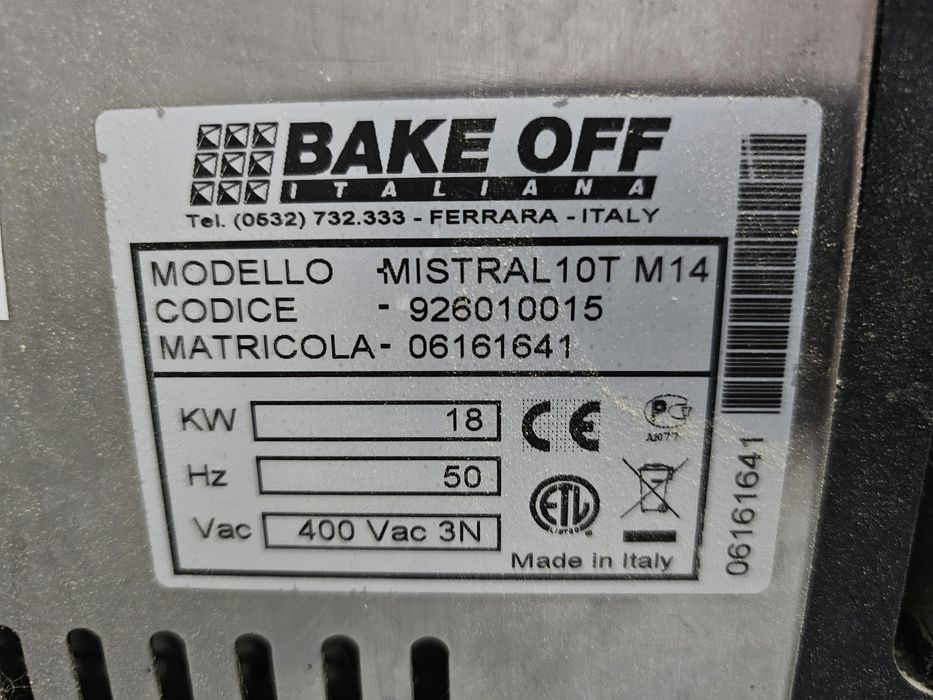 BAKE OFF
ITALIANA
Tel. (0532) 732.333 - FERRARA - ITALY
MODELLO - MISTRAL10T M14
CODICE - 926010015
MATRICOLA - 06161641
KW 18
Hz 50
Vac 400 Vac 3N
CE
ETL
Made in Italy
06161641